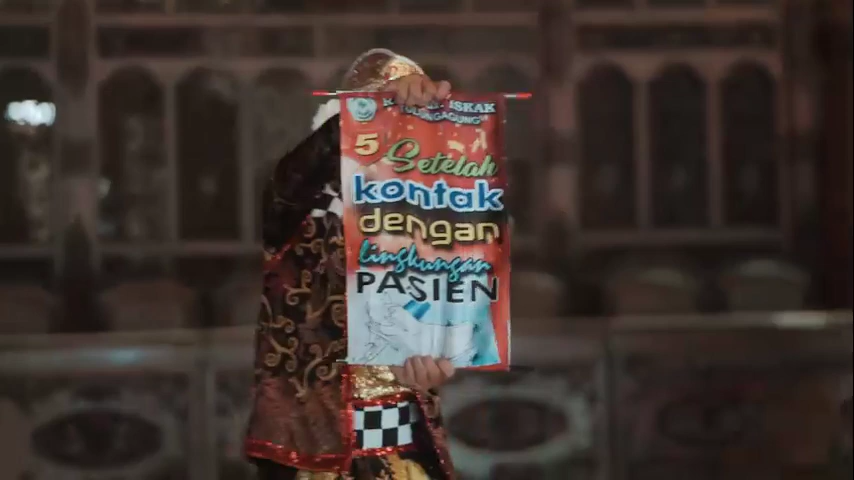 ISKAK
TULUNGAGUNG
5 Setelah
kontak
dengan
lingkungan
PASIEN